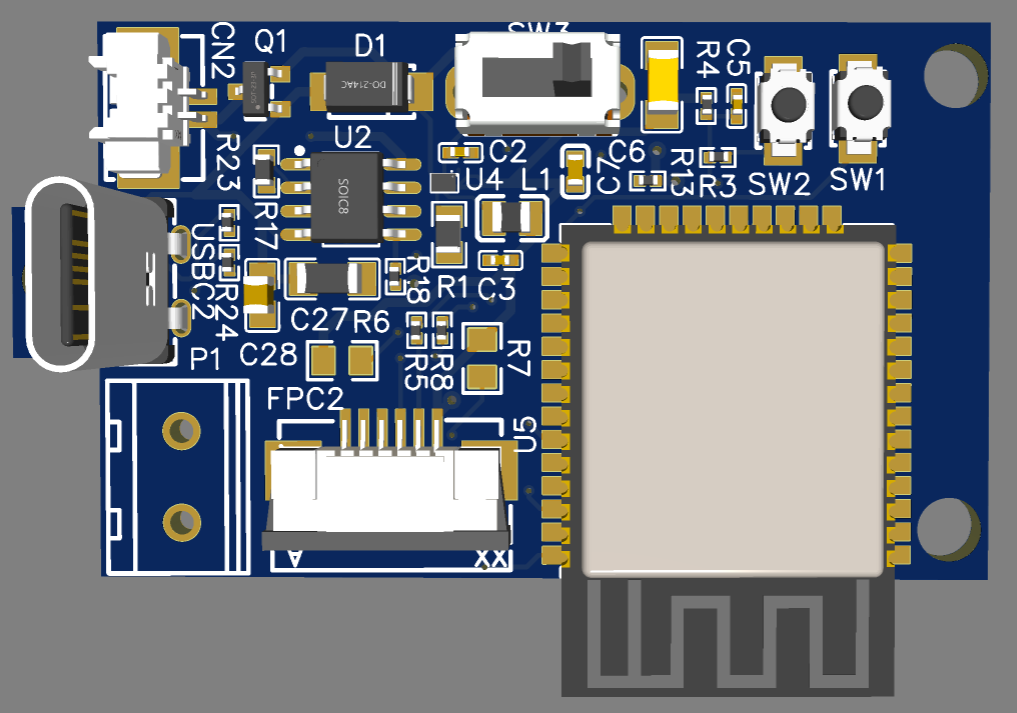 SW3
CN2
Q1
D1
DO-214AC
R4
C5
U2
C2
C6
R23
R17
SOIC8
U4
L1
C7
R13
R3
SW2
SW1
USBC2
R24
R18
R1
C3
C27
R6
C28
P1
R5
R8
R7
FPC2
U5
A
XX